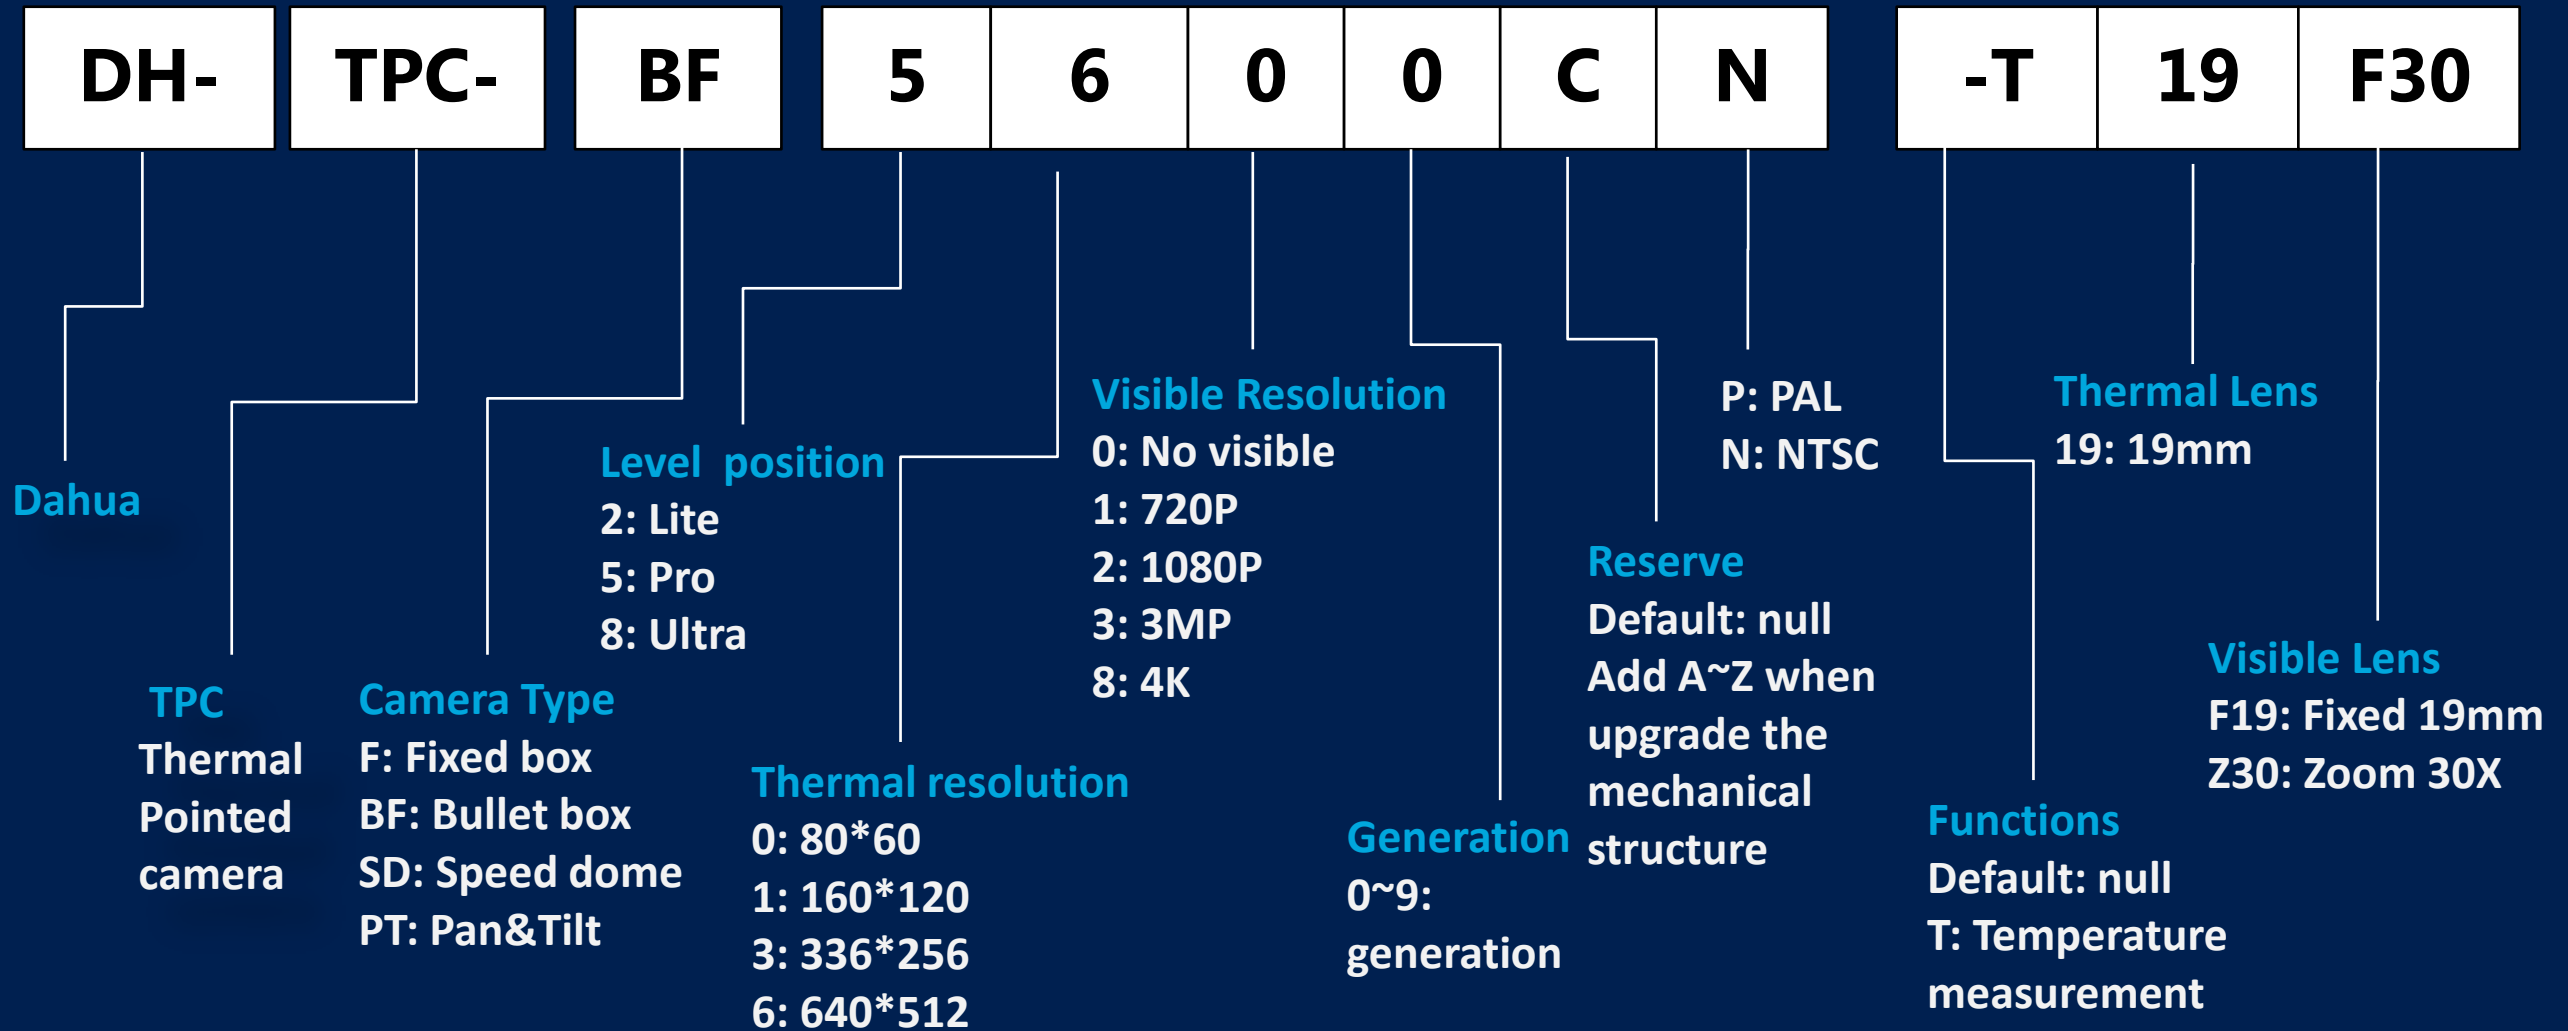 DH- TPC- BF 5 6 0 0 C N -T 19 F30
Dahua
TPC
Thermal
Pointed
camera
Camera Type
F: Fixed box
BF: Bullet box
SD: Speed dome
PT: Pan&Tilt
Level position
2: Lite
5: Pro
8: Ultra
Thermal resolution
0: 80*60
1: 160*120
3: 336*256
6: 640*512
Visible Resolution
0: No visible
1: 720P
2: 1080P
3: 3MP
8: 4K
Generation
0~9:
generation
Reserve
Default: null
Add A~Z when
upgrade the
mechanical
structure
P: PAL
N: NTSC
Functions
Default: null
T: Temperature
measurement
Thermal Lens
19: 19mm
Visible Lens
F19: Fixed 19mm
Z30: Zoom 30X